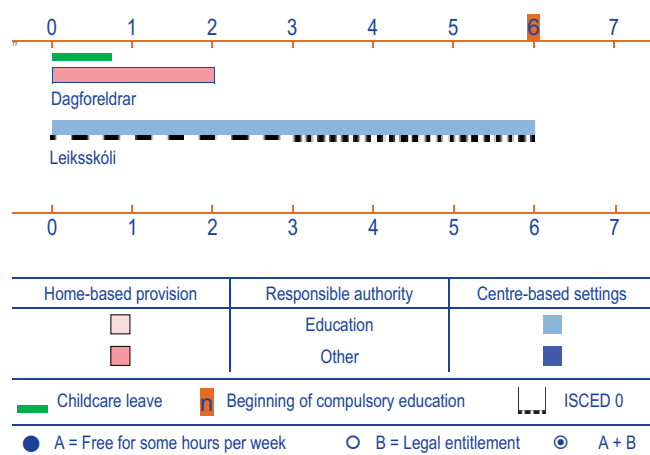 0 1 2 3 4 5 6 7
Dagforeldrar
Leiksskóli
0 1 2 3 4 5 6 7
Home-based provision Responsible authority Centre-based settings
Education
Other
Childcare leave n Beginning of compulsory education ISCED 0
A = Free for some hours per week B = Legal entitlement A + B